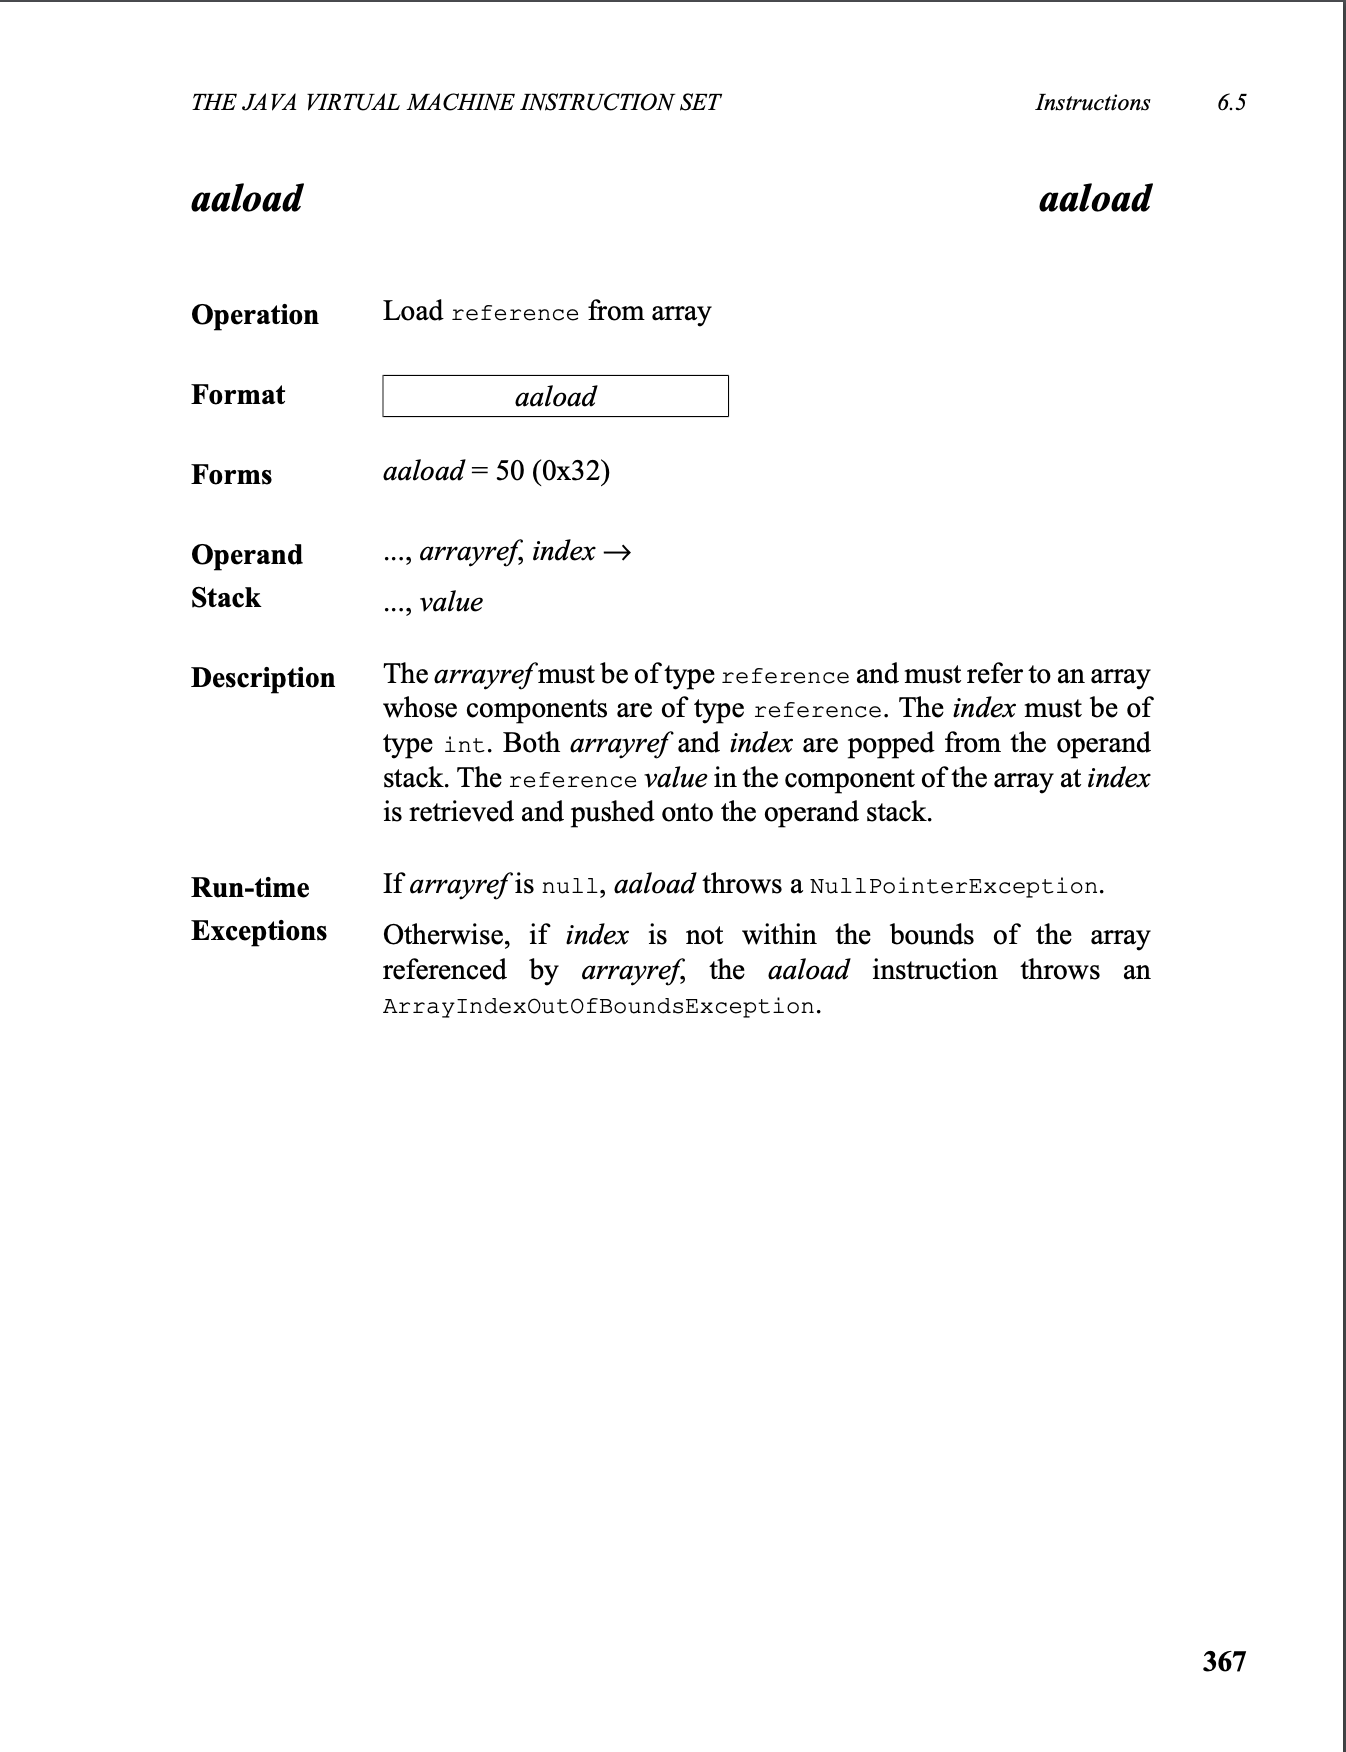 THE JAVA VIRTUAL MACHINE INSTRUCTION SET Instructions 6.5
aaload aaload
Operation Load reference from array
Format aaload
Forms aaload = 50 (0x32)
Operand ..., arrayref, index →
Stack ..., value
Description The arrayref must be of type reference and must refer to an array
whose components are of type reference. The index must be of
type int. Both arrayref and index are popped from the operand
stack. The reference value in the component of the array at index
is retrieved and pushed onto the operand stack.
Run-time If arrayref is null, aaload throws a NullPointerException.
Exceptions Otherwise, if index is not within the bounds of the array
referenced by arrayref, the aaload instruction throws an
ArrayIndexOutOfBoundsException.
367